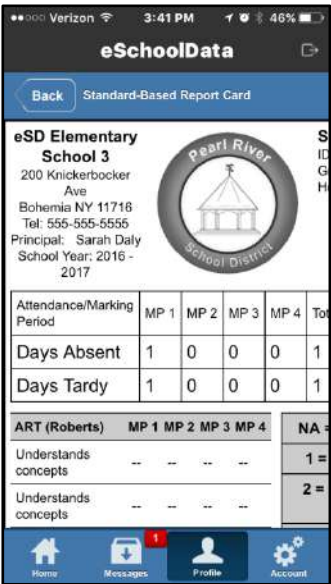 Verizon 3:41 PM 46%
eSchoolData
Back Standard-Based Report Card
eSD Elementary
School 3
200 Knickerbocker
Ave
Bohemia NY 11716
Tel: 555-555-5555
Principal: Sarah Daly
School Year: 2016 -
2017
Pearl River
School District
S
ID
G
H
Attendance/Marking
Period MP 1 MP 2 MP 3 MP 4 Tot
Days Absent 1 0 0 0 1
Days Tardy 1 0 0 0 1
ART (Roberts) MP 1 MP 2 MP 3 MP 4
Understands
concepts -- -- -- --
Understands
concepts -- -- -- --
NA =
1 =
2 =
1
Home Messages Profile Account